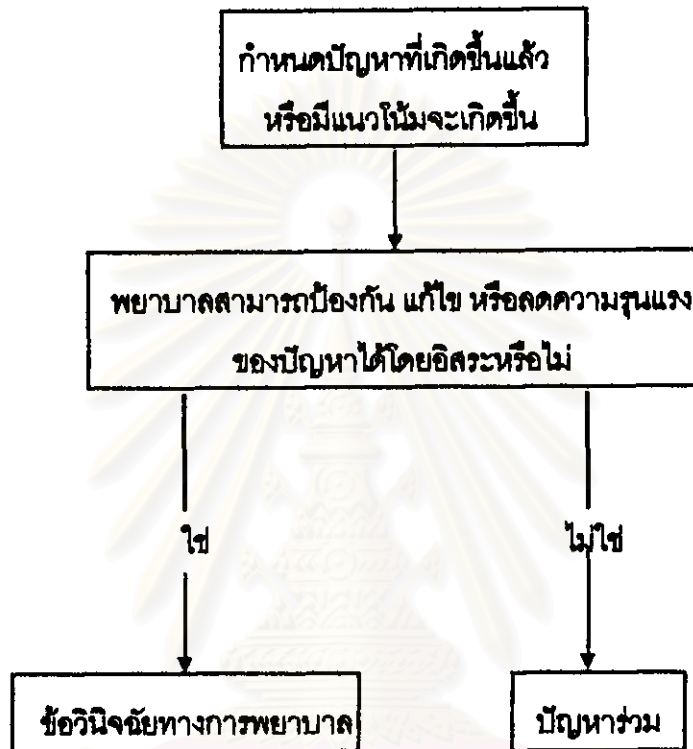 กำหนดปัญหาที่เกิดขึ้นแล้ว
หรือมีแนวโน้มจะเกิดขึ้น
พยาบาลสามารถป้องกัน แก้ไข หรือลดความรุนแรง
ของปัญหาได้โดยอิสระหรือไม่
ใช่
ไม่ใช่
ข้อวินิจฉัยทางการพยาบาล
ปัญหาร่วม